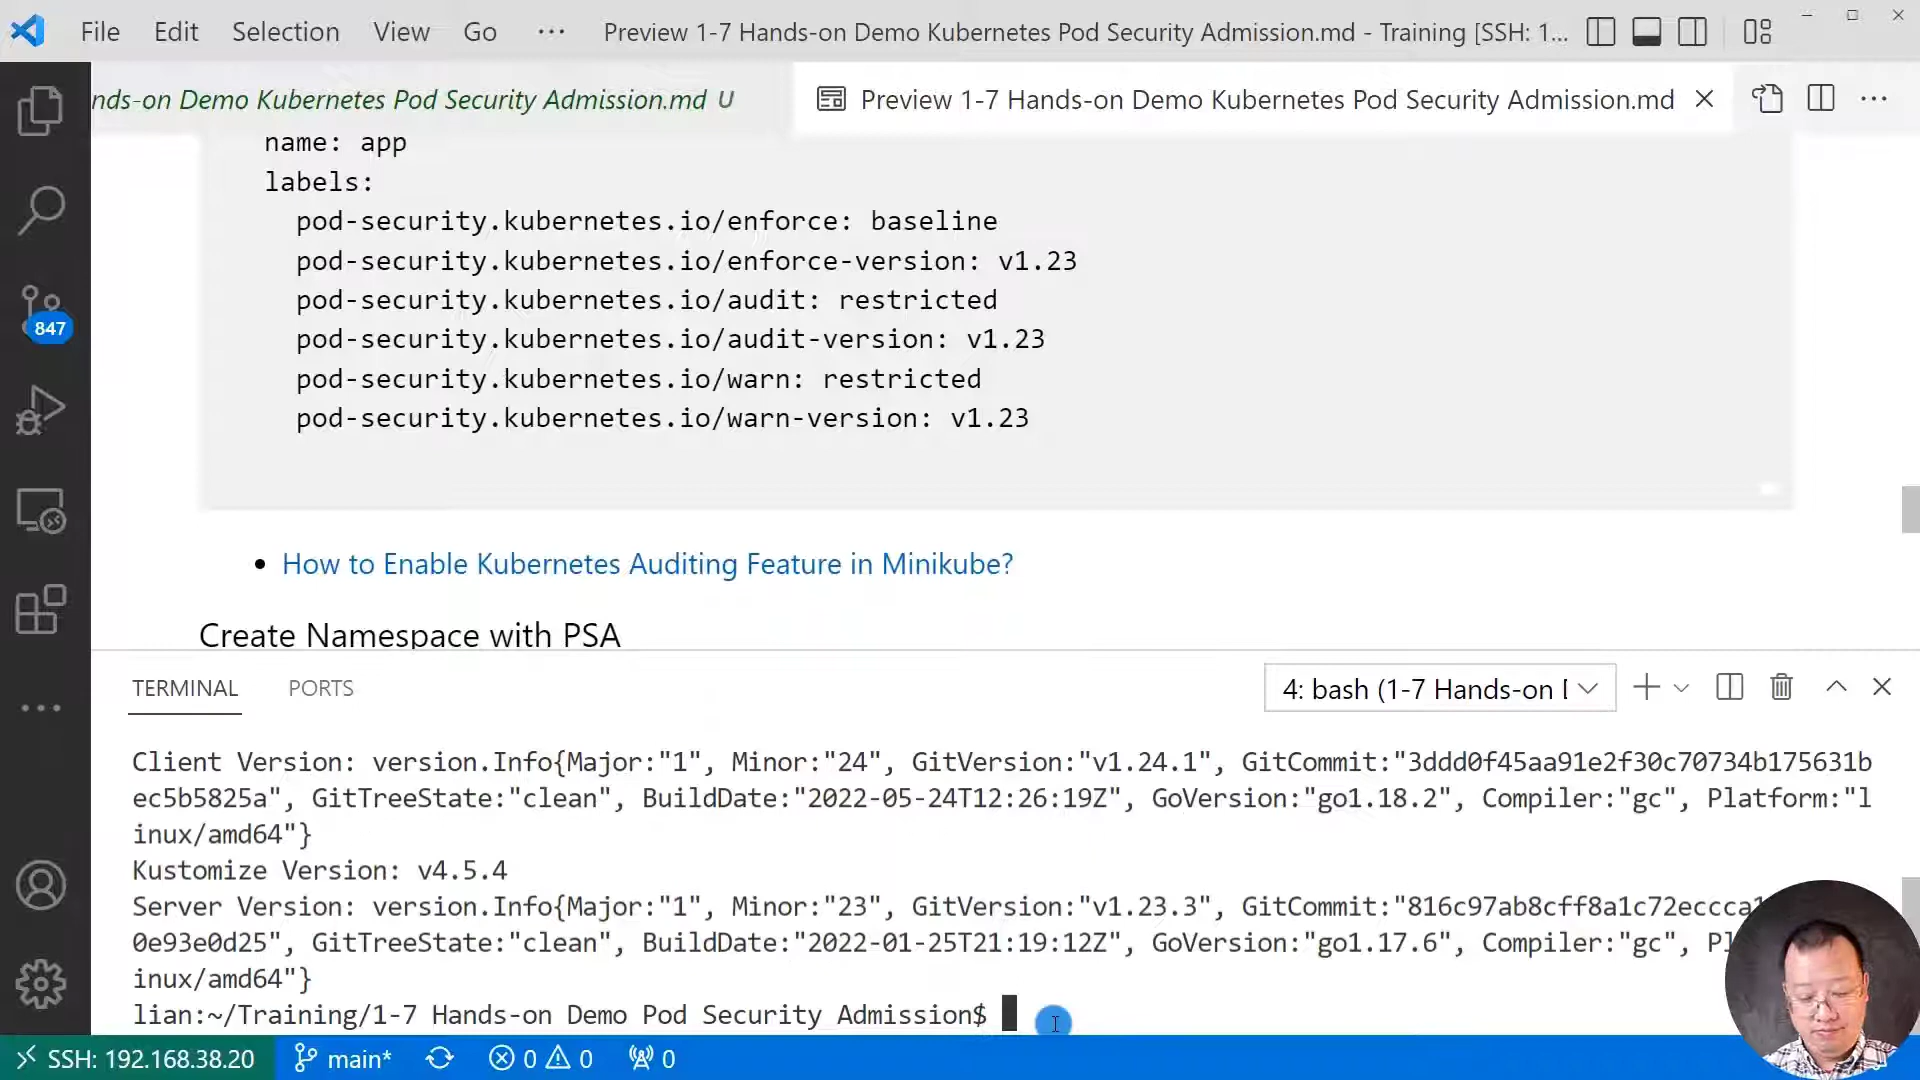 File Edit Selection View Go ··· Preview 1-7 Hands-on Demo Kubernetes Pod Security Admission.md - Training [SSH: 1...
nds-on Demo Kubernetes Pod Security Admission.md U
Preview 1-7 Hands-on Demo Kubernetes Pod Security Admission.md
name: app
labels:
pod-security.kubernetes.io/enforce: baseline
pod-security.kubernetes.io/enforce-version: v1.23
pod-security.kubernetes.io/audit: restricted
pod-security.kubernetes.io/audit-version: v1.23
pod-security.kubernetes.io/warn: restricted
pod-security.kubernetes.io/warn-version: v1.23
847
• How to Enable Kubernetes Auditing Feature in Minikube?
Create Namespace with PSA
TERMINAL PORTS
4: bash (1-7 Hands-on [
Client Version: version.Info{Major:"1", Minor:"24", GitVersion:"v1.24.1", GitCommit:"3ddd0f45aa91e2f30c70734b175631b
ec5b5825a", GitTreeState:"clean", BuildDate:"2022-05-24T12:26:19Z", GoVersion:"go1.18.2", Compiler:"gc", Platform:"l
inux/amd64"}
Kustomize Version: v4.5.4
Server Version: version.Info{Major:"1", Minor:"23", GitVersion:"v1.23.3", GitCommit:"816c97ab8cff8a1c72eccca1
0e93e0d25", GitTreeState:"clean", BuildDate:"2022-01-25T21:19:12Z", GoVersion:"go1.17.6", Compiler:"gc", Pl
inux/amd64"}
lian:~/Training/1-7 Hands-on Demo Pod Security Admission$
SSH: 192.168.38.20 main* 0 0 0